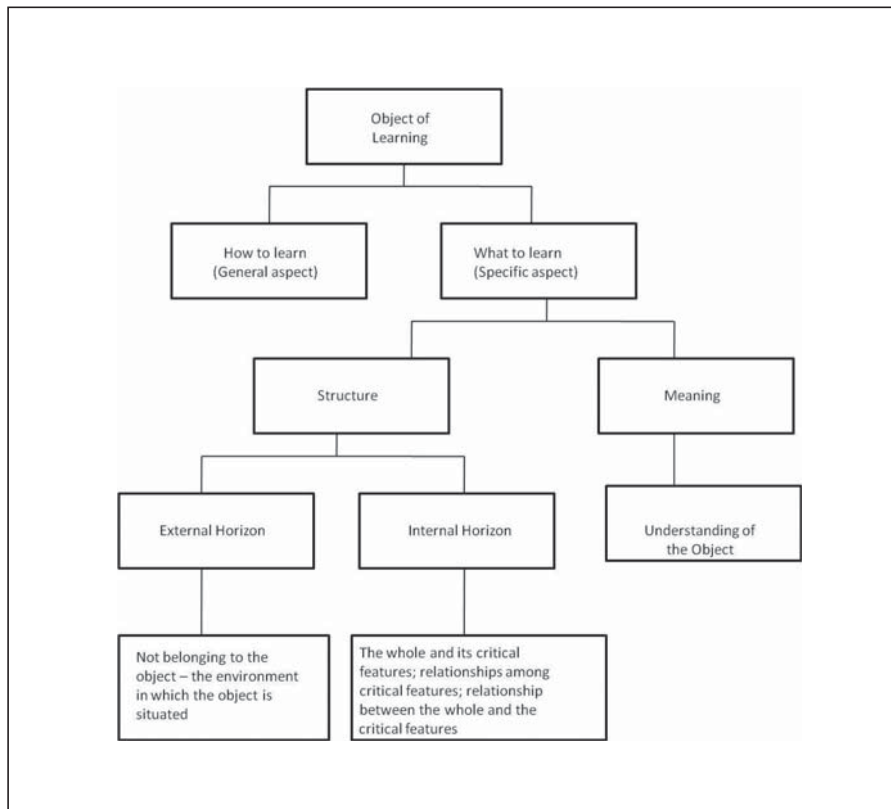 Object of
Learning
How to learn
(General aspect)
What to learn
(Specific aspect)
Structure
Meaning
External Horizon
Internal Horizon
Understanding of
the Object
Not belonging to the
object – the environment
in which the object is
situated
The whole and its critical
features; relationships among
critical features; relationship
between the whole and the
critical features